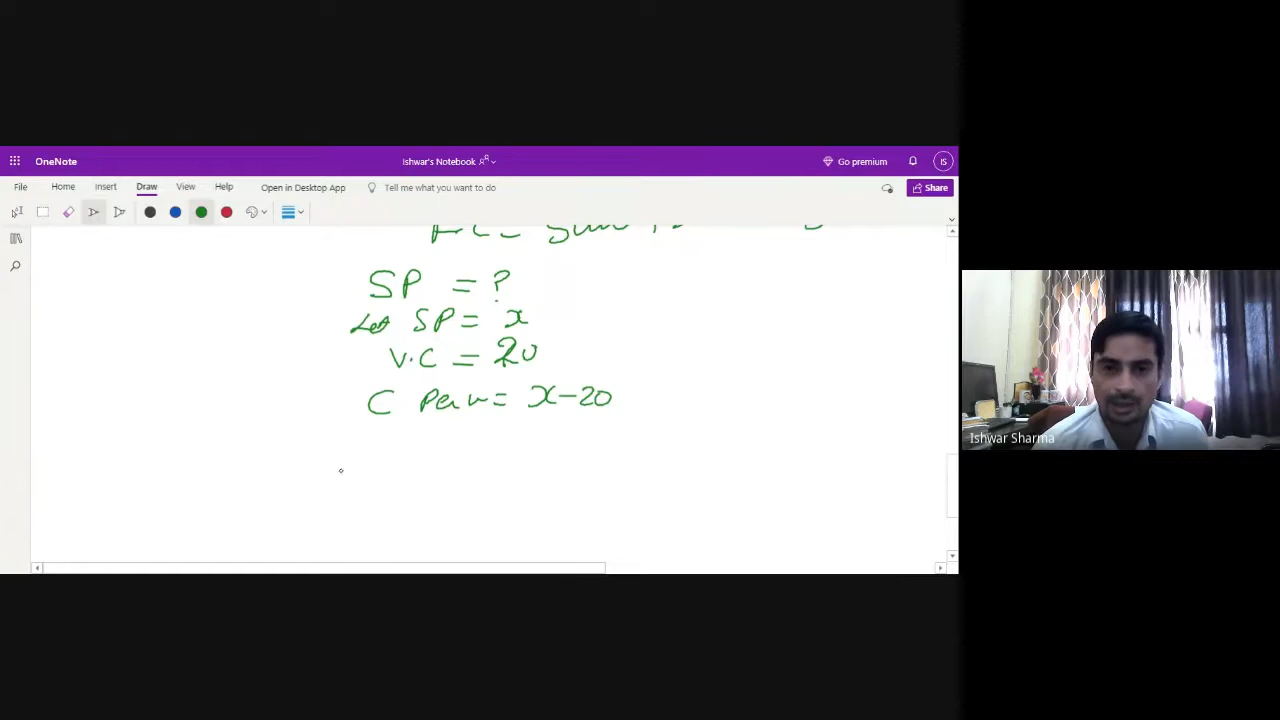 OneNote
Ishwar's Notebook
Go premium
IS
File Home Insert Draw View Help Open in Desktop App Tell me what you want to do
Share
SP = ?
Let SP = x
V.C = 20
C Per u = x-20
Ishwar Sharma